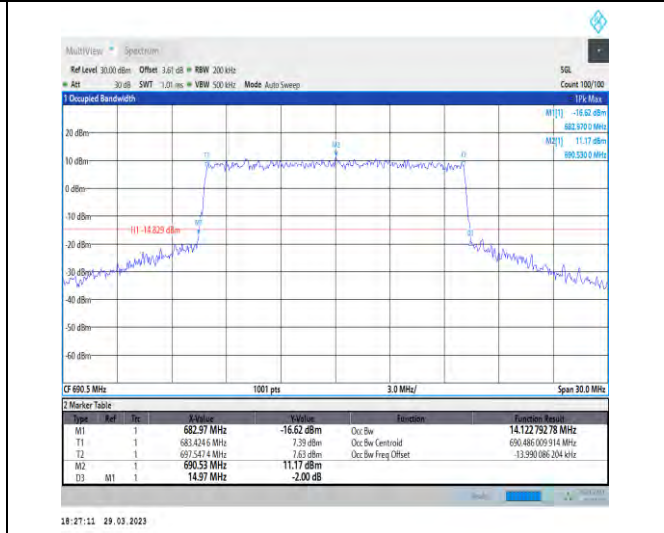 MultiView Spectrum
Ref Level 30.00 dBm Offset 3.61 dB RBW 200 kHz SGL
Att 30 dB SWT 1.01 ms VBW 500 kHz Mode Auto Sweep Count 100/100
1 Occupied Bandwidth 1Pk Max
M1[1] -16.62 dBm
682.970 0 MHz
M2[1] 11.17 dBm
690.530 0 MHz
20 dBm
10 dBm
0 dBm
-10 dBm
H1 -14.829 dBm
-30 dBm
-40 dBm
-50 dBm
-60 dBm
M1
T1
M2
T2
D3
CF 690.5 MHz 1001 pts 3.0 MHz/ Span 30.0 MHz
2 Marker Table
Type Ref Trc X-Value Y-Value Function Function Result
M1 1 682.97 MHz -16.62 dBm Occ Bw 14.122 792 78 MHz
T1 1 683.424 6 MHz 7.39 dBm Occ Bw Centroid 690.486 009 914 MHz
T2 1 697.547 4 MHz 7.63 dBm Occ Bw Freq Offset -13.990 086 204 kHz
M2 1 690.53 MHz 11.17 dBm
D3 M1 1 14.97 MHz -2.00 dB
18:27:11 29.03.2023